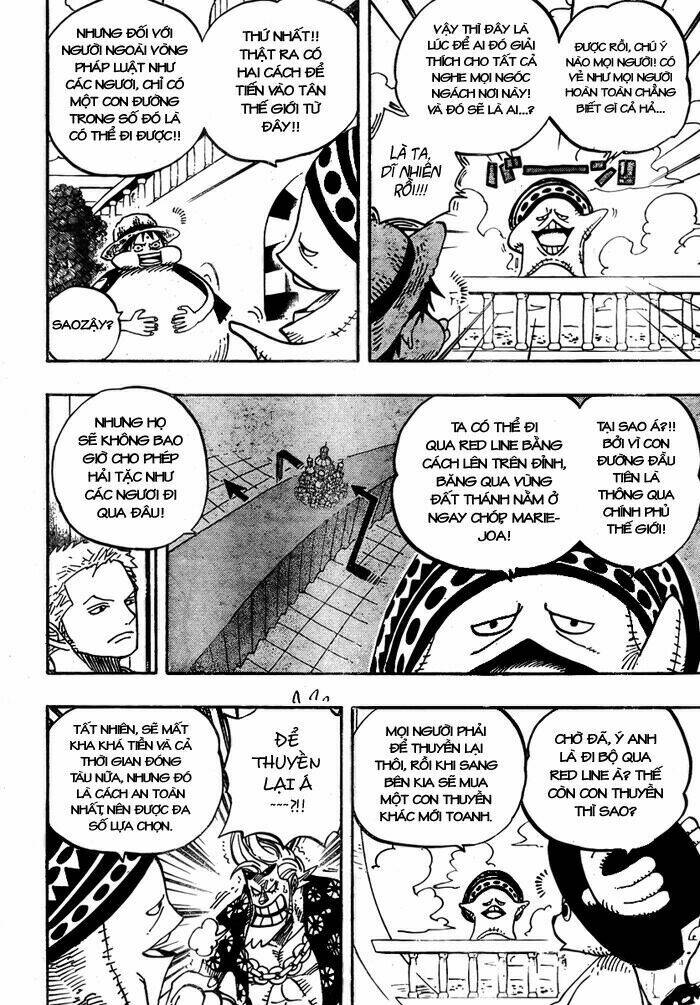 ĐƯỢC RỒI, CHÚ Ý
NÀO MỌI NGƯỜI! CÓ
VẺ NHƯ MỌI NGƯỜI
HOÀN TOÀN CHẲNG
BIẾT GÌ CẢ HẢ...
VẬY THÌ ĐÂY LÀ
LÚC ĐỂ AI ĐÓ GIẢI
THÍCH CHO TẤT CẢ
NGHE MỌI NGÓC
NGÁCH NƠI NÀY!
VÀ ĐÓ SẼ LÀ AI...?
LÀ TA,
DĨ NHIÊN
RỒI!!!!
THỨ NHẤT!!
THẬT RA CÓ
HAI CÁCH ĐỂ
TIẾN VÀO TÂN
THẾ GIỚI TỪ
ĐÂY!!
NHƯNG ĐỐI VỚI
NGƯỜI NGOÀI VÒNG
PHÁP LUẬT NHƯ
CÁC NGƯƠI, CHỈ CÓ
MỘT CON ĐƯỜNG
TRONG SỐ ĐÓ LÀ
CÓ THỂ ĐI ĐƯỢC!!
SAOZẬY?
TẠI SAO Á?!!
BỞI VÌ CON
ĐƯỜNG ĐẦU
TIÊN LÀ
THÔNG QUA
CHÍNH PHỦ
THẾ GIỚI!
TA CÓ THỂ ĐI
QUA RED LINE BẰNG
CÁCH LÊN TRÊN ĐỈNH,
BĂNG QUA VÙNG
ĐẤT THÁNH NẰM Ở
NGAY CHÓP, MARIE-
JOA!
NHƯNG HỌ
SẼ KHÔNG BAO
GIỜ CHO PHÉP
HẢI TẶC NHƯ
CÁC NGƯƠI ĐI
QUA ĐÂU!
CHỜ ĐÃ, Ý ANH
LÀ ĐI BỘ QUA
RED LINE À? THẾ
CÒN CON THUYỀN
THÌ SAO?
MỌI NGƯỜI PHẢI
ĐỂ THUYỀN LẠI
THÔI, RỒI KHI SANG
BÊN KIA SẼ MUA
MỘT CON THUYỀN
KHÁC MỚI TOANH.
ĐỂ
THUYỀN
LẠI Á
~~~?!!
TẤT NHIÊN, SẼ MẤT
KHA KHÁ TIỀN VÀ CẢ
THỜI GIAN ĐÓNG
TÀU NỮA, NHƯNG ĐÓ
LÀ CÁCH AN TOÀN
NHẤT, NÊN ĐƯỢC ĐA
SỐ LỰA CHỌN.